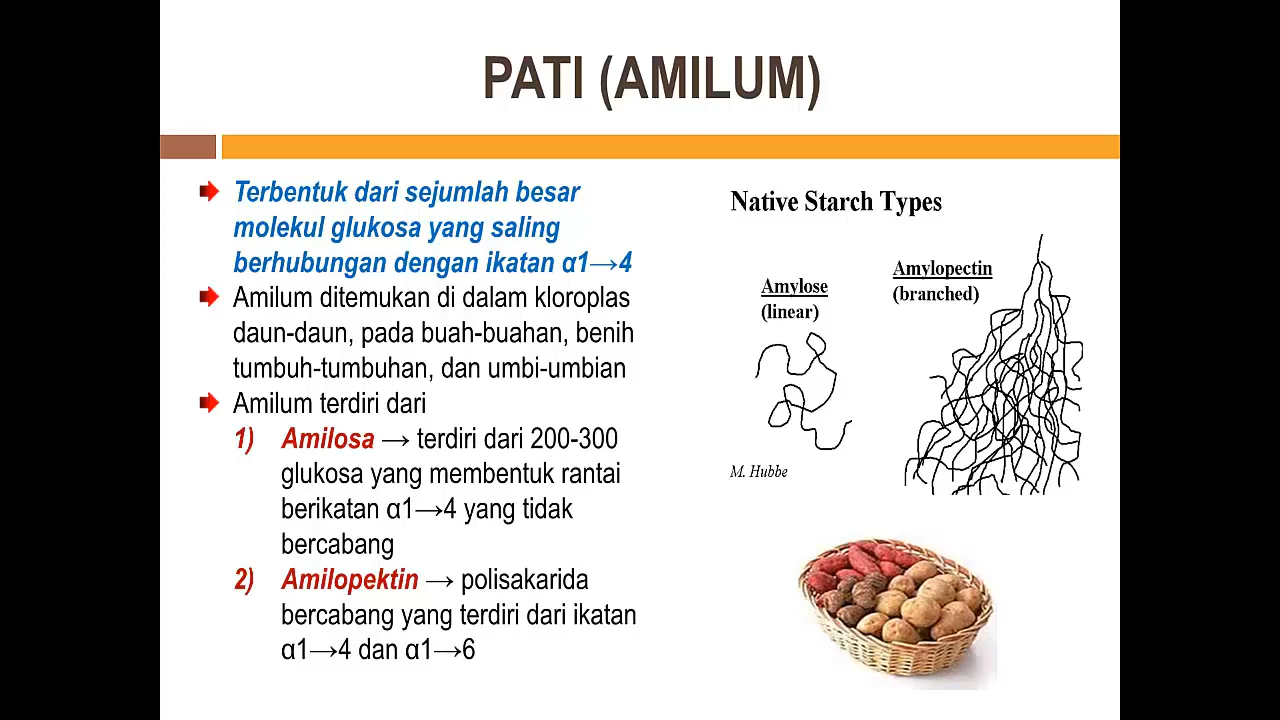 PATI (AMILUM)
Terbentuk dari sejumlah besar
molekul glukosa yang saling
berhubungan dengan ikatan α1→4
Amilum ditemukan di dalam kloroplas
daun-daun, pada buah-buahan, benih
tumbuh-tumbuhan, dan umbi-umbian
Amilum terdiri dari
1) Amilosa → terdiri dari 200-300
glukosa yang membentuk rantai
berikatan α1→4 yang tidak
bercabang
2) Amilopektin → polisakarida
bercabang yang terdiri dari ikatan
α1→4 dan α1→6
Native Starch Types
Amylose
(linear)
Amylopectin
(branched)
M. Hubbe